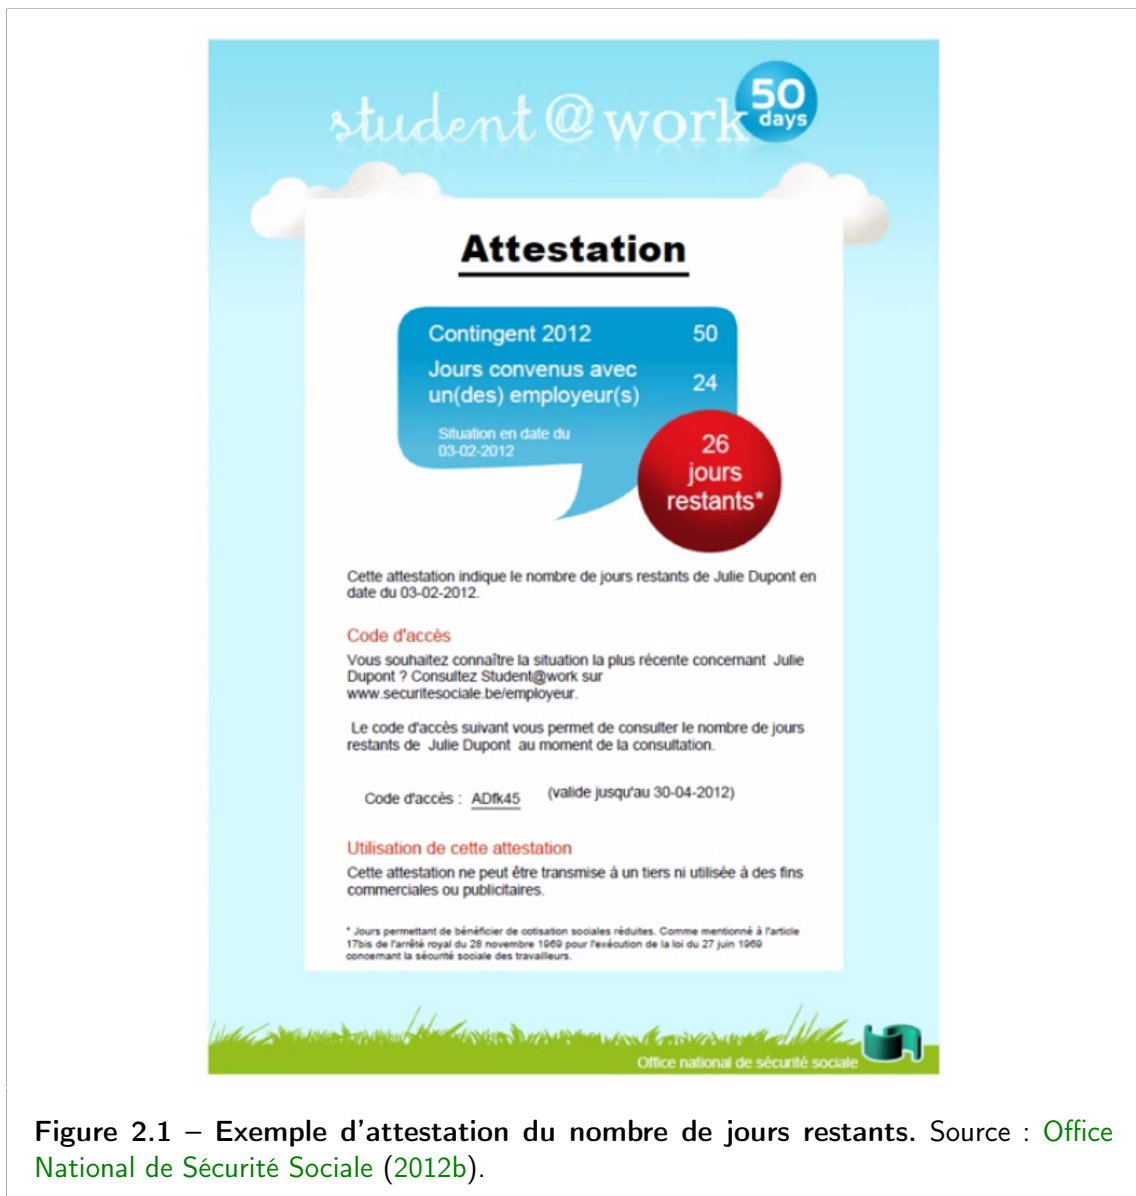 student@work 50 days
Attestation
Contingent 2012 50
Jours convenus avec
un(des) employeur(s) 24
Situation en date du
03-02-2012
26
jours
restants*
Cette attestation indique le nombre de jours restants de Julie Dupont en
date du 03-02-2012.
Code d'accès
Vous souhaitez connaître la situation la plus récente concernant Julie
Dupont ? Consultez Student@work sur
www.securitesociale.be/employeur.
Le code d'accès suivant vous permet de consulter le nombre de jours
restants de Julie Dupont au moment de la consultation.
Code d'accès : ADfk45 (valide jusqu'au 30-04-2012)
Utilisation de cette attestation
Cette attestation ne peut être transmise à un tiers ni utilisée à des fins
commerciales ou publicitaires.
* Jours permettant de bénéficier de cotisation sociales réduites. Comme mentionné à l'article
17bis de l'arrêté royal du 28 novembre 1969 pour l'exécution de la loi du 27 juin 1969
concernant la sécurité sociale des travailleurs.
Office national de sécurité sociale
Figure 2.1 – Exemple d'attestation du nombre de jours restants. Source : Office
National de Sécurité Sociale (2012b).